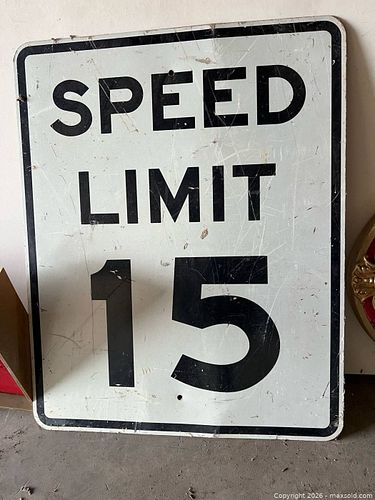 SPEED
LIMIT
15
Copyright 2026 - maxsold.com